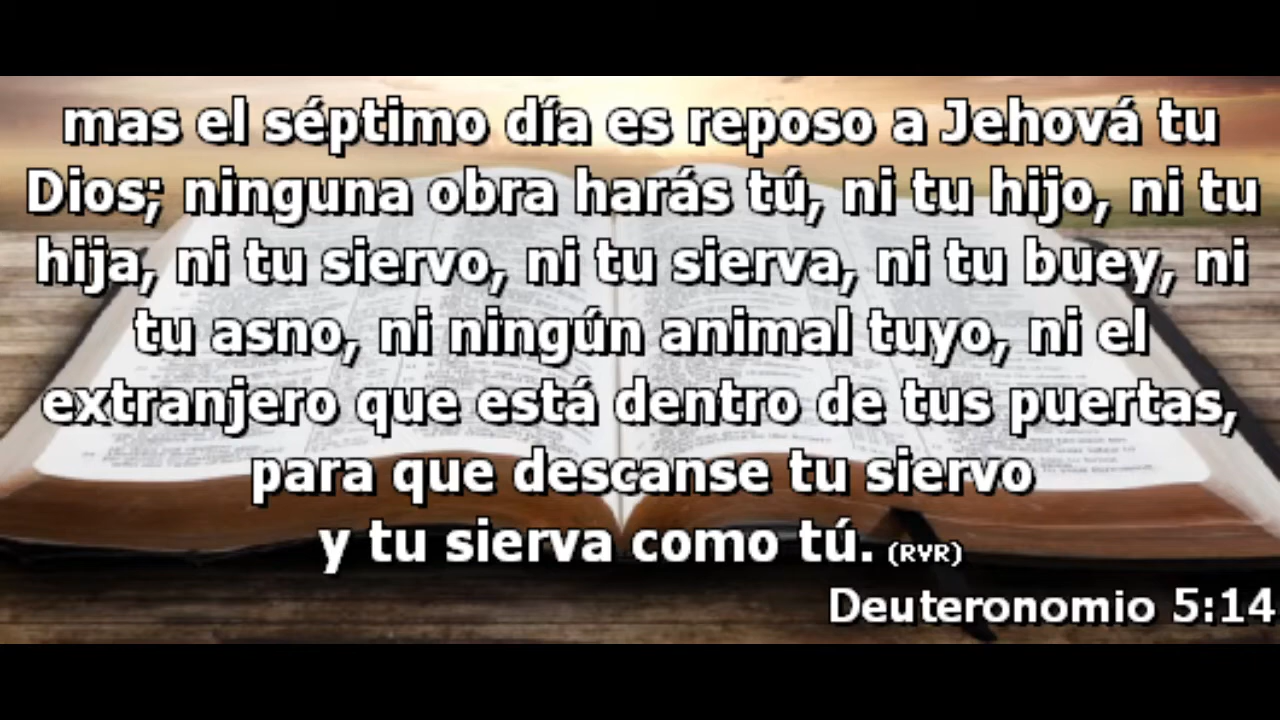 mas el séptimo día es reposo a Jehová tu
Dios; ninguna obra harás tú, ni tu hijo, ni tu
hija, ni tu siervo, ni tu sierva, ni tu buey, ni
tu asno, ni ningún animal tuyo, ni el
extranjero que está dentro de tus puertas,
para que descanse tu siervo
y tu sierva como tú. (RVR)
Deuteronomio 5:14